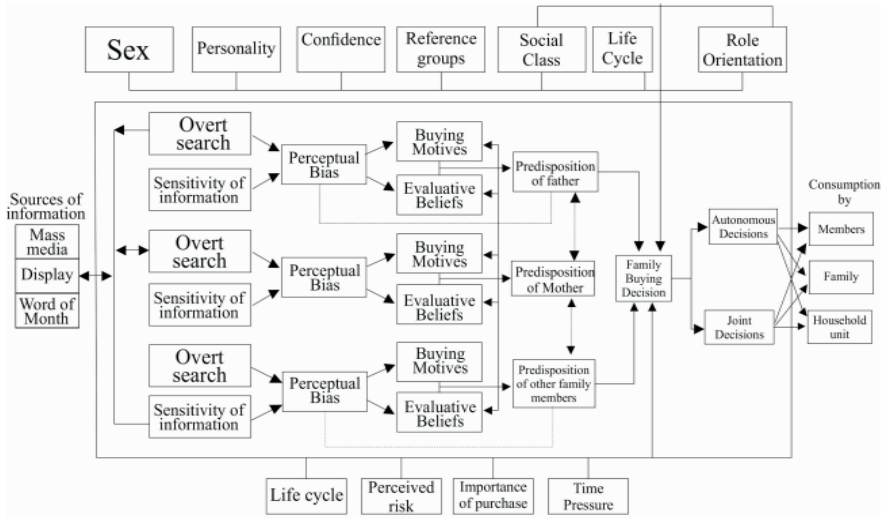 Sex
Personality
Confidence
Reference
groups
Social
Class
Life
Cycle
Role
Orientation
Sources of
information
Mass
media
Display
Word of
Month
Overt
search
Sensitivity of
information
Perceptual
Bias
Buying
Motives
Evaluative
Beliefs
Predisposition
of father
Overt
search
Sensitivity of
information
Perceptual
Bias
Buying
Motives
Evaluative
Beliefs
Predisposition
of Mother
Overt
search
Sensitivity of
information
Perceptual
Bias
Buying
Motives
Evaluative
Beliefs
Predisposition
of other family
members
Family
Buying
Decision
Autonomous
Decisions
Joint
Decisions
Consumption
by
Members
Family
Household
unit
Life cycle
Perceived
risk
Importance
of purchase
Time
Pressure